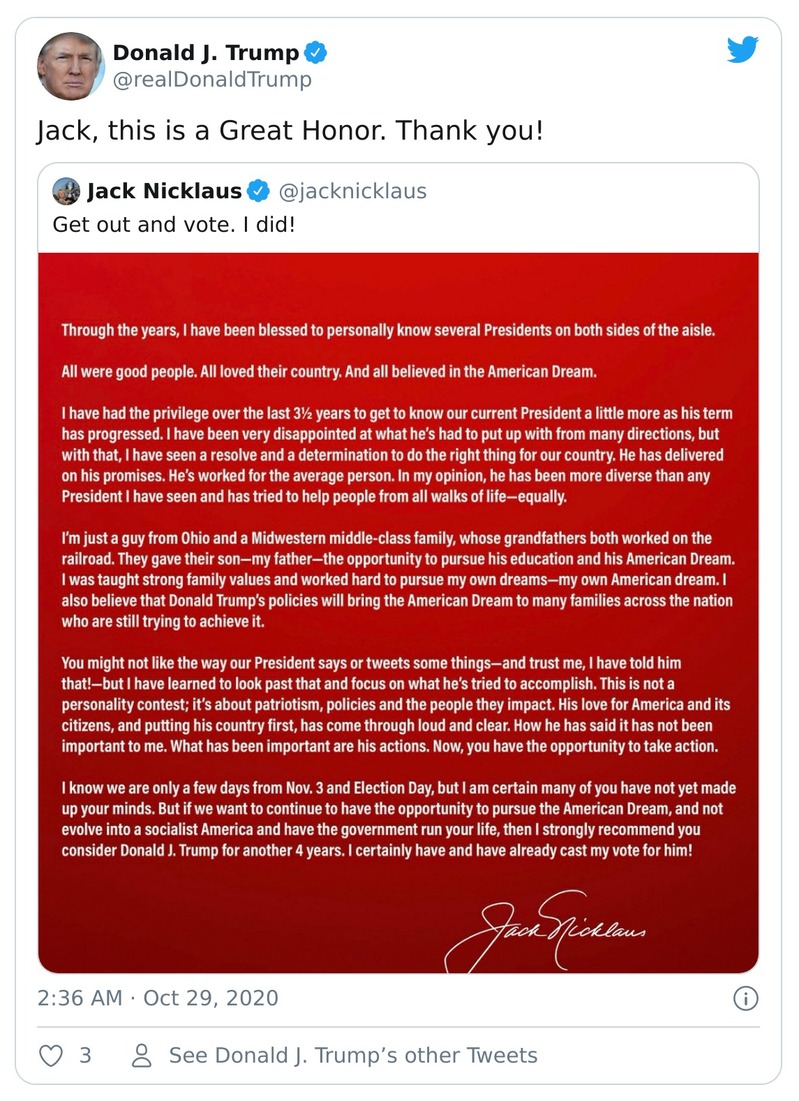 Donald J. Trump
@realDonaldTrump
Jack, this is a Great Honor. Thank you!
Jack Nicklaus @jacknicklaus
Get out and vote. I did!
Through the years, I have been blessed to personally know several Presidents on both sides of the aisle.
All were good people. All loved their country. And all believed in the American Dream.
I have had the privilege over the last 3½ years to get to know our current President a little more as his term
has progressed. I have been very disappointed at what he's had to put up with from many directions, but
with that, I have seen a resolve and a determination to do the right thing for our country. He has delivered
on his promises. He's worked for the average person. In my opinion, he has been more diverse than any
President I have seen and has tried to help people from all walks of life—equally.
I'm just a guy from Ohio and a Midwestern middle-class family, whose grandfathers both worked on the
railroad. They gave their son—my father—the opportunity to pursue his education and his American Dream.
I was taught strong family values and worked hard to pursue my own dreams—my own American dream. I
also believe that Donald Trump's policies will bring the American Dream to many families across the nation
who are still trying to achieve it.
You might not like the way our President says or tweets some things—and trust me, I have told him
that!—but I have learned to look past that and focus on what he's tried to accomplish. This is not a
personality contest; it's about patriotism, policies and the people they impact. His love for America and its
citizens, and putting his country first, has come through loud and clear. How he has said it has not been
important to me. What has been important are his actions. Now, you have the opportunity to take action.
I know we are only a few days from Nov. 3 and Election Day, but I am certain many of you have not yet made
up your minds. But if we want to continue to have the opportunity to pursue the American Dream, and not
evolve into a socialist America and have the government run your life, then I strongly recommend you
consider Donald J. Trump for another 4 years. I certainly have and have already cast my vote for him!
Jack Nicklaus
2:36 AM · Oct 29, 2020
3 See Donald J. Trump’s other Tweets